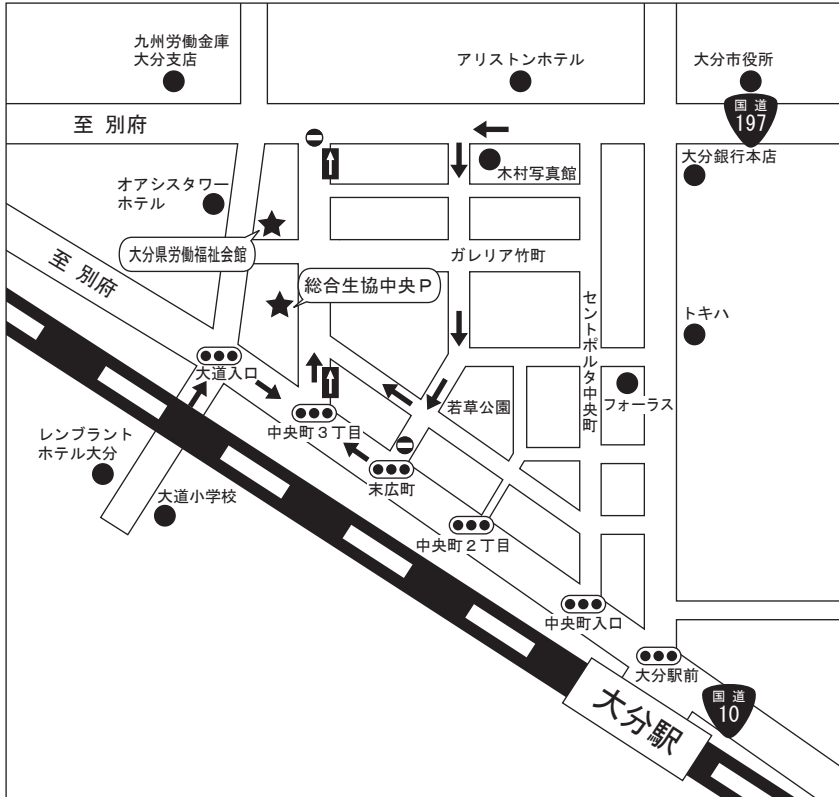 九州労働金庫
大分支店
アリストンホテル
大分市役所
至 別府
国 道
197
木村写真館
大分銀行本店
オアシスタワー
ホテル
大分県労働福祉会館
ガレリア竹町
至 別府
総合生協中央P
セントポルタ中央町
トキハ
大道入口
若草公園
フォーラス
中央町3丁目
レンブラント
ホテル大分
末広町
大道小学校
中央町2丁目
中央町入口
大分駅前
大分駅
国 道
10